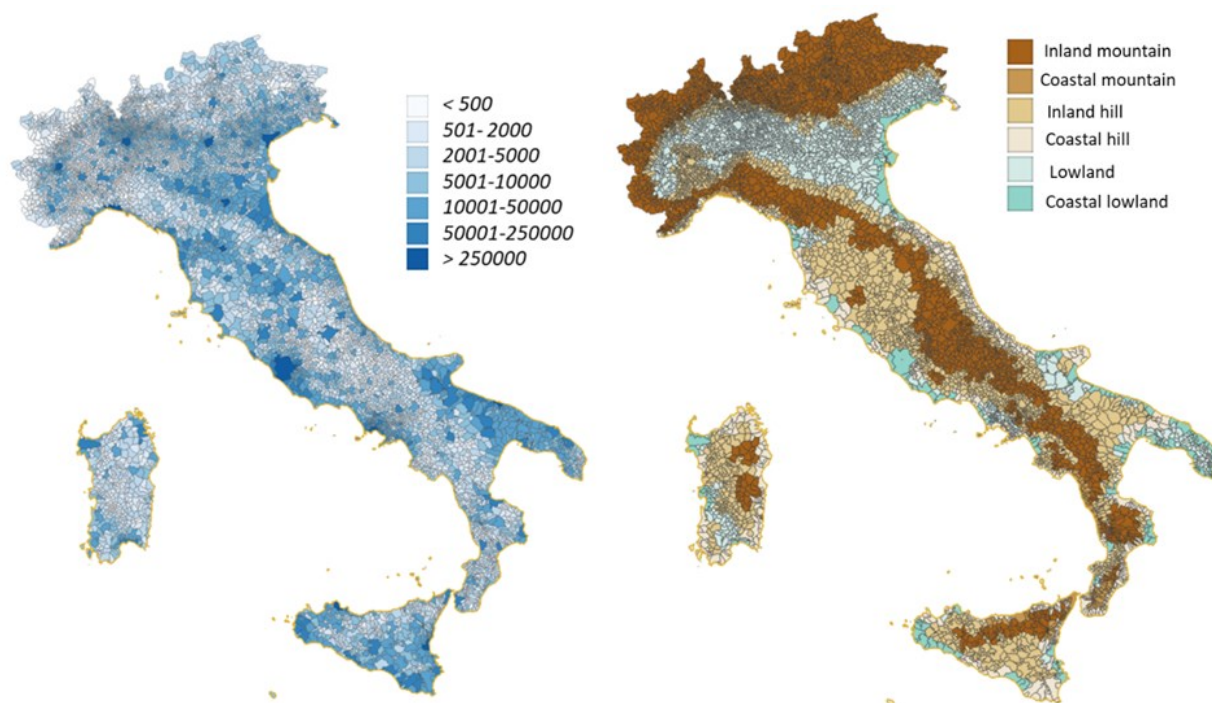 < 500
501- 2000
2001-5000
5001-10000
10001-50000
50001-250000
> 250000
Inland mountain
Coastal mountain
Inland hill
Coastal hill
Lowland
Coastal lowland